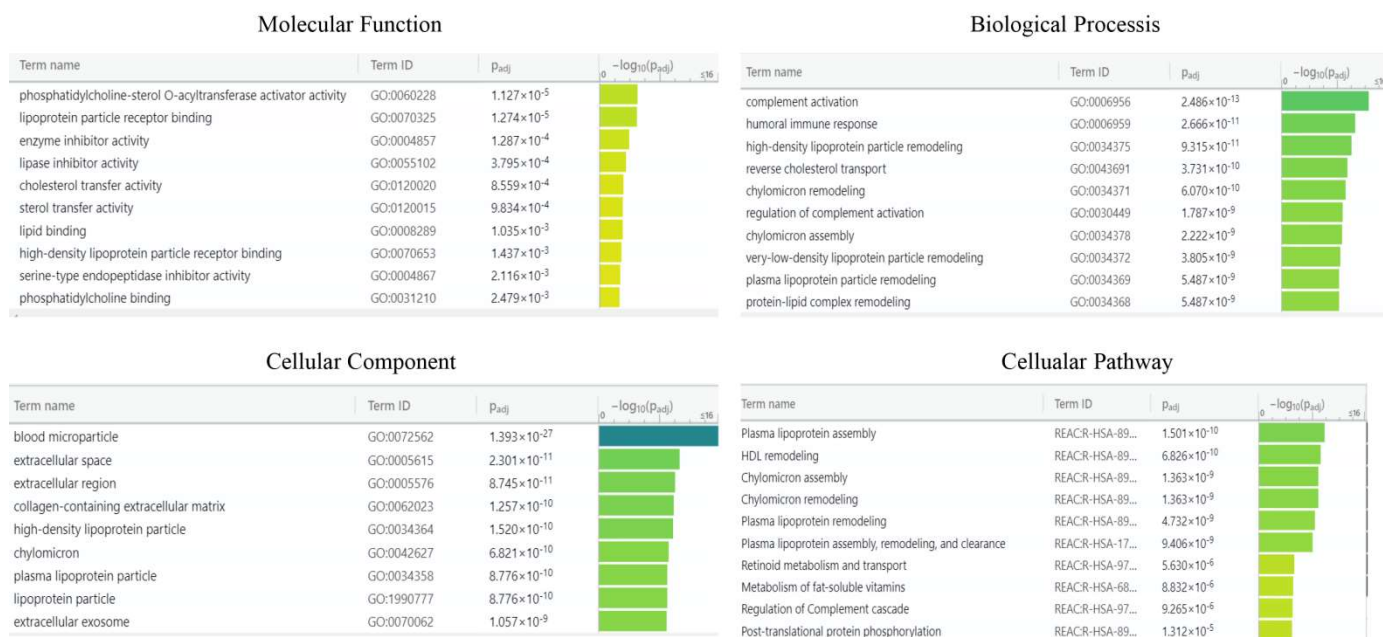 Molecular Function
Term name Term ID padj −log10(padj)
0 ≤16
phosphatidylcholine-sterol O-acyltransferase activator activity GO:0060228 1.127×10-5
lipoprotein particle receptor binding GO:0070325 1.274×10-5
enzyme inhibitor activity GO:0004857 1.287×10-4
lipase inhibitor activity GO:0055102 3.795×10-4
cholesterol transfer activity GO:0120020 8.559×10-4
sterol transfer activity GO:0120015 9.834×10-4
lipid binding GO:0008289 1.035×10-3
high-density lipoprotein particle receptor binding GO:0070653 1.437×10-3
serine-type endopeptidase inhibitor activity GO:0004867 2.116×10-3
phosphatidylcholine binding GO:0031210 2.479×10-3
Biological Processis
Term name Term ID padj −log10(padj)
0
complement activation GO:0006956 2.486×10-13
humoral immune response GO:0006959 2.666×10-11
high-density lipoprotein particle remodeling GO:0034375 9.315×10-11
reverse cholesterol transport GO:0043691 3.731×10-10
chylomicron remodeling GO:0034371 6.070×10-10
regulation of complement activation GO:0030449 1.787×10-9
chylomicron assembly GO:0034378 2.222×10-9
very-low-density lipoprotein particle remodeling GO:0034372 3.805×10-9
plasma lipoprotein particle remodeling GO:0034369 5.487×10-9
protein-lipid complex remodeling GO:0034368 5.487×10-9
Cellular Component
Term name Term ID padj −log10(padj)
0 ≤16
blood microparticle GO:0072562 1.393×10-27
extracellular space GO:0005615 2.301×10-11
extracellular region GO:0005576 8.745×10-11
collagen-containing extracellular matrix GO:0062023 1.257×10-10
high-density lipoprotein particle GO:0034364 1.520×10-10
chylomicron GO:0042627 6.821×10-10
plasma lipoprotein particle GO:0034358 8.776×10-10
lipoprotein particle GO:1990777 8.776×10-10
extracellular exosome GO:0070062 1.057×10-9
Cellualar Pathway
Term name Term ID padj −log10(padj)
0 ≤16
Plasma lipoprotein assembly REAC:R-HSA-89... 1.501×10-10
HDL remodeling REAC:R-HSA-89... 6.826×10-10
Chylomicron assembly REAC:R-HSA-89... 1.363×10-9
Chylomicron remodeling REAC:R-HSA-89... 1.363×10-9
Plasma lipoprotein remodeling REAC:R-HSA-89... 4.732×10-9
Plasma lipoprotein assembly, remodeling, and clearance REAC:R-HSA-17... 9.406×10-9
Retinoid metabolism and transport REAC:R-HSA-97... 5.630×10-6
Metabolism of fat-soluble vitamins REAC:R-HSA-68... 8.832×10-6
Regulation of Complement cascade REAC:R-HSA-97... 9.265×10-6
Post-translational protein phosphorylation REAC:R-HSA-89... 1.312×10-5